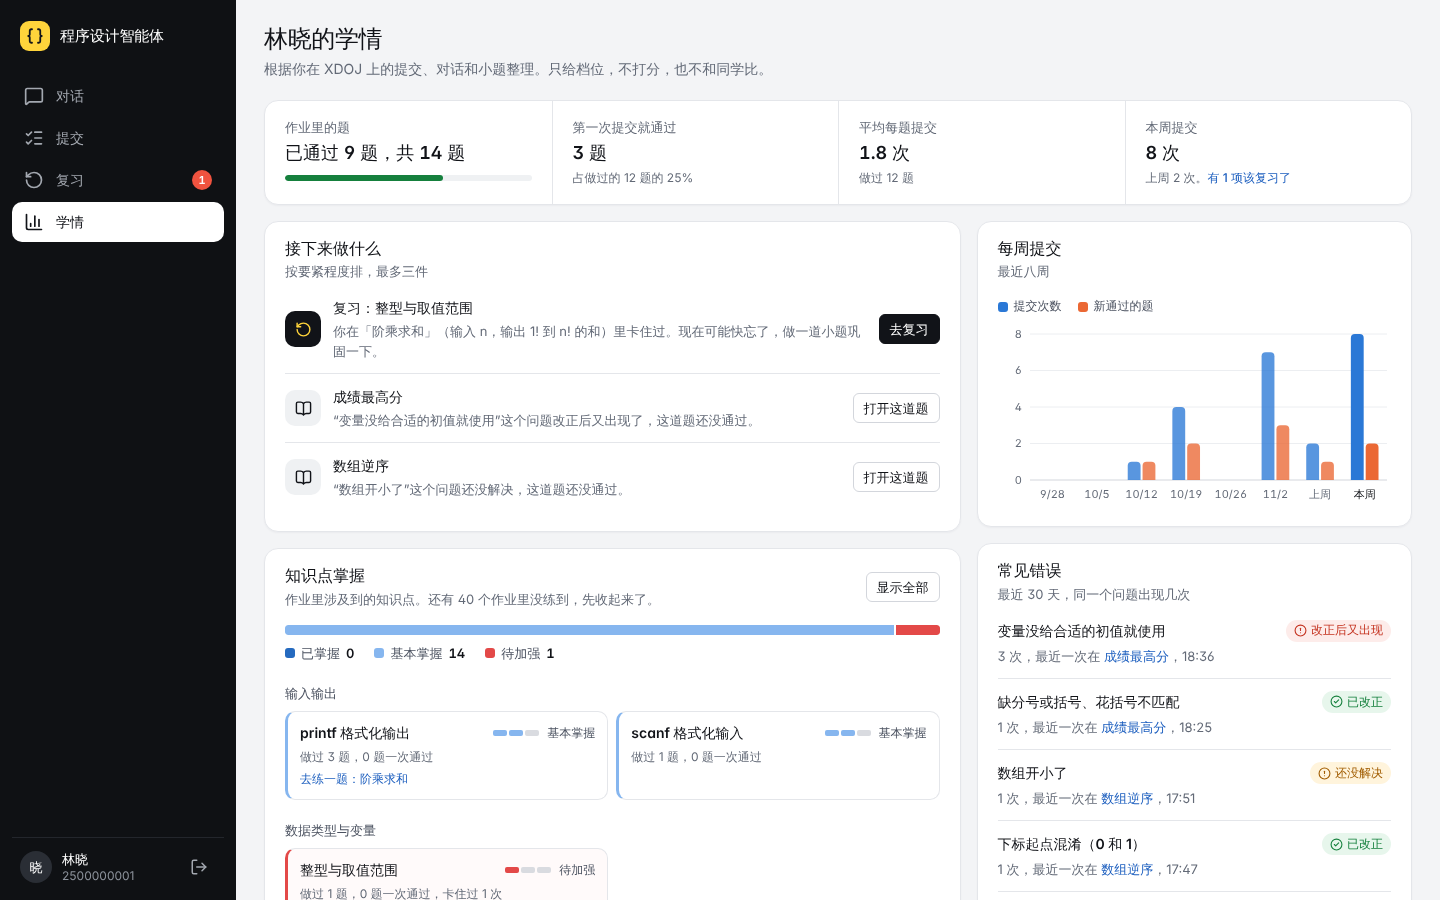 程序设计智能体
对话
提交
复习
1
学情
林晓
2500000001
晓
林晓的学情
根据你在 XDOJ 上的提交、对话和小题整理。只给档位，不打分，也不和同学比。
作业里的题
已通过 9 题，共 14 题
第一次提交就通过
3 题
占做过的 12 题的 25%
平均每题提交
1.8 次
做过 12 题
本周提交
8 次
上周 2 次。有 1 项该复习了
接下来做什么
按要紧程度排，最多三件
复习：整型与取值范围
你在「阶乘求和」（输入 n，输出 1! 到 n! 的和）里卡住过。现在可能快忘了，做一道小题巩
固一下。
去复习
成绩最高分
“变量没给合适的初值就使用”这个问题改正后又出现了，这道题还没通过。
打开这道题
数组逆序
“数组开小了”这个问题还没解决，这道题还没通过。
打开这道题
每周提交
最近八周
提交次数
新通过的题
8
6
4
2
0
9/28 10/5 10/12 10/19 10/26 11/2 上周 本周
知识点掌握
作业里涉及到的知识点。还有 40 个作业里没练到，先收起来了。
显示全部
已掌握 0 基本掌握 14 待加强 1
输入输出
printf 格式化输出
基本掌握
做过 3 题，0 题一次通过
去练一题：阶乘求和
scanf 格式化输入
基本掌握
做过 1 题，0 题一次通过
数据类型与变量
整型与取值范围
待加强
做过 1 题，0 题一次通过，卡住过 1 次
常见错误
最近 30 天，同一个问题出现几次
变量没给合适的初值就使用
改正后又出现
3 次，最近一次在 成绩最高分，18:36
缺分号或括号、花括号不匹配
已改正
1 次，最近一次在 成绩最高分，18:25
数组开小了
还没解决
1 次，最近一次在 数组逆序，17:51
下标起点混淆（0 和 1）
已改正
1 次，最近一次在 数组逆序，17:47